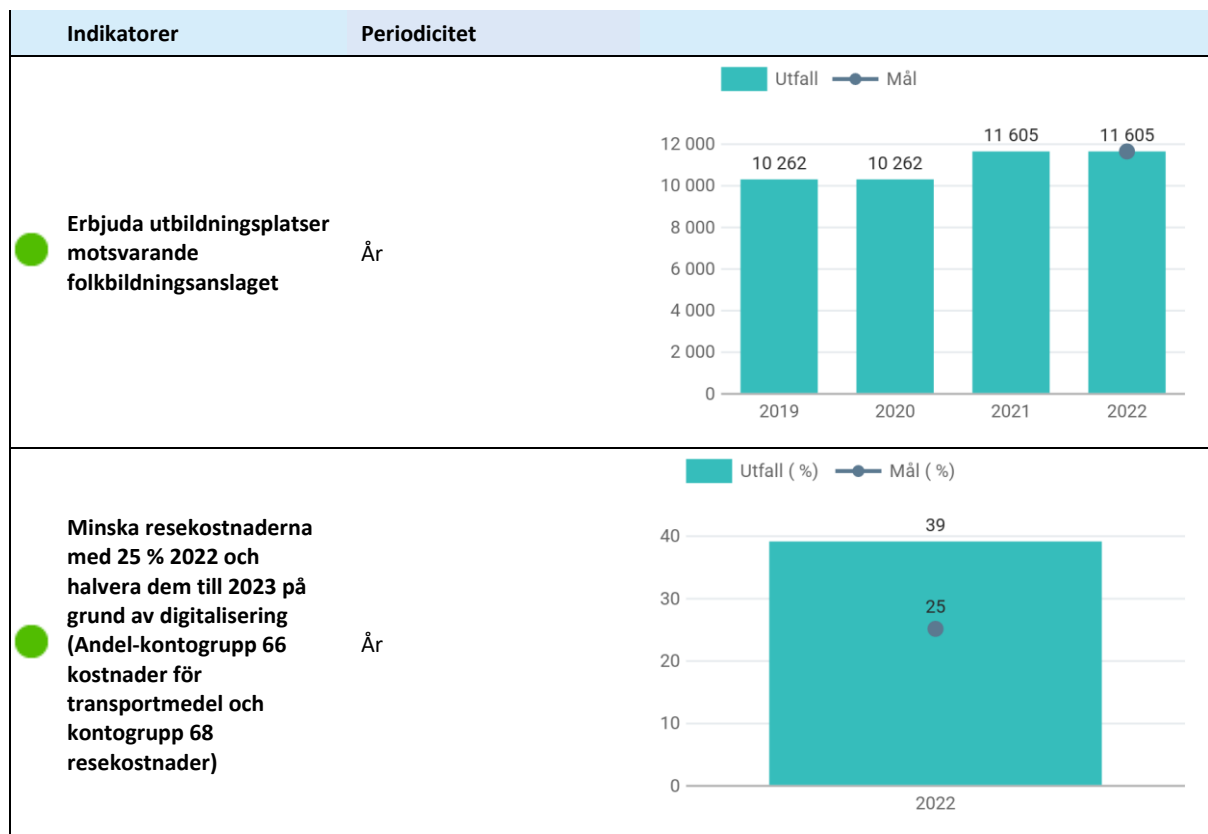 Indikatorer
Periodicitet
Utfall
Mål
12 000
10 000
8 000
6 000
4 000
2 000
0
10 262
10 262
11 605
11 605
2019
2020
2021
2022
Erbjuda utbildningsplatser
motsvarande
folkbildningsanslaget
År
Utfall ( %)
Mål ( %)
40
30
20
10
0
39
25
2022
Minska resekostnaderna
med 25 % 2022 och
halvera dem till 2023 på
grund av digitalisering
(Andel-kontogrupp 66
kostnader för
transportmedel och
kontogrupp 68
resekostnader)
År